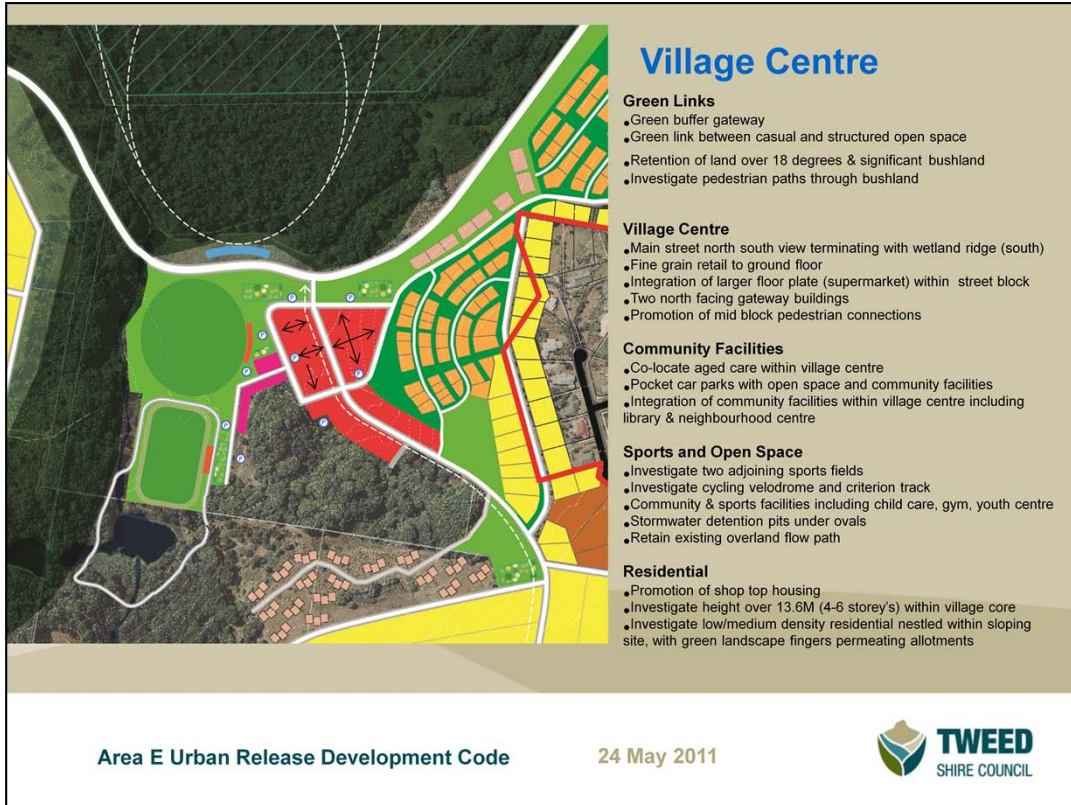 Village Centre
Green Links
•Green buffer gateway
•Green link between casual and structured open space
•Retention of land over 18 degrees & significant bushland
•Investigate pedestrian paths through bushland
Village Centre
•Main street north south view terminating with wetland ridge (south)
•Fine grain retail to ground floor
•Integration of larger floor plate (supermarket) within street block
•Two north facing gateway buildings
•Promotion of mid block pedestrian connections
Community Facilities
•Co-locate aged care within village centre
•Pocket car parks with open space and community facilities
•Integration of community facilities within village centre including
library & neighbourhood centre
Sports and Open Space
•Investigate two adjoining sports fields
•Investigate cycling velodrome and criterion track
•Community & sports facilities including child care, gym, youth centre
•Stormwater detention pits under ovals
•Retain existing overland flow path
Residential
•Promotion of shop top housing
•Investigate height over 13.6M (4-6 storey's) within village core
•Investigate low/medium density residential nestled within sloping
site, with green landscape fingers permeating allotments
P
P
P
P
P
P
P
P
Area E Urban Release Development Code
24 May 2011
TWEED
SHIRE COUNCIL